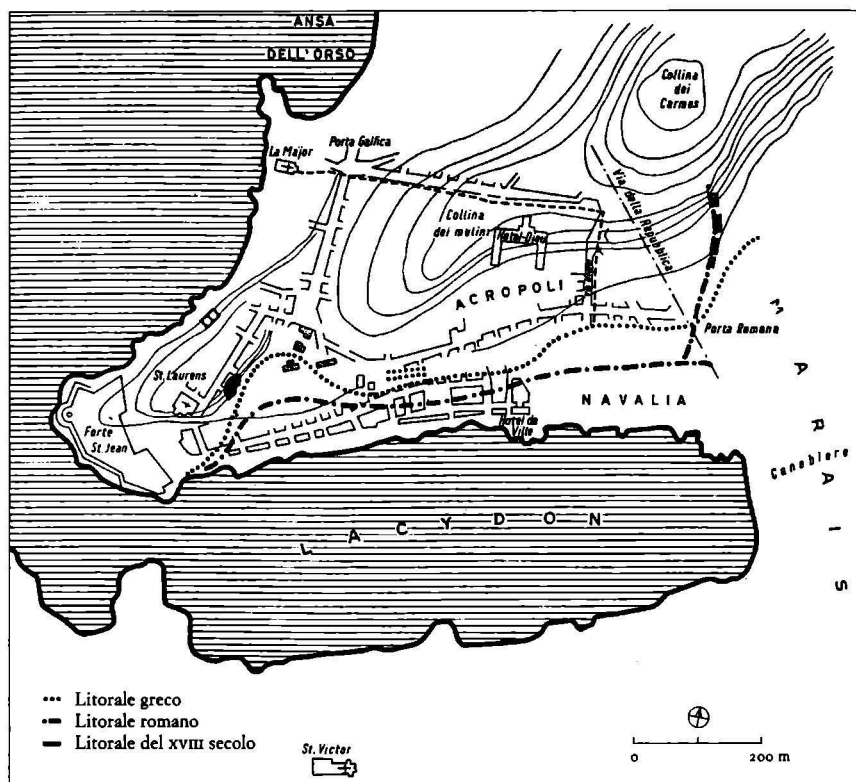 ANSA
DELL'ORSO
Collina
dei
Carmes
La Major
Porta Gallica
Via della Repubblica
Collina
dei mulini
Hotel-Dieu
ACROPOLI
Porta Romana
St. Laurens
NAVALIA
Forte
St. Jean
Hotel de
Ville
MARAIS
Canebiere
LACYDON
Litorale greco
Litorale romano
Litorale del XVIII secolo
St. Victor
0 200 m